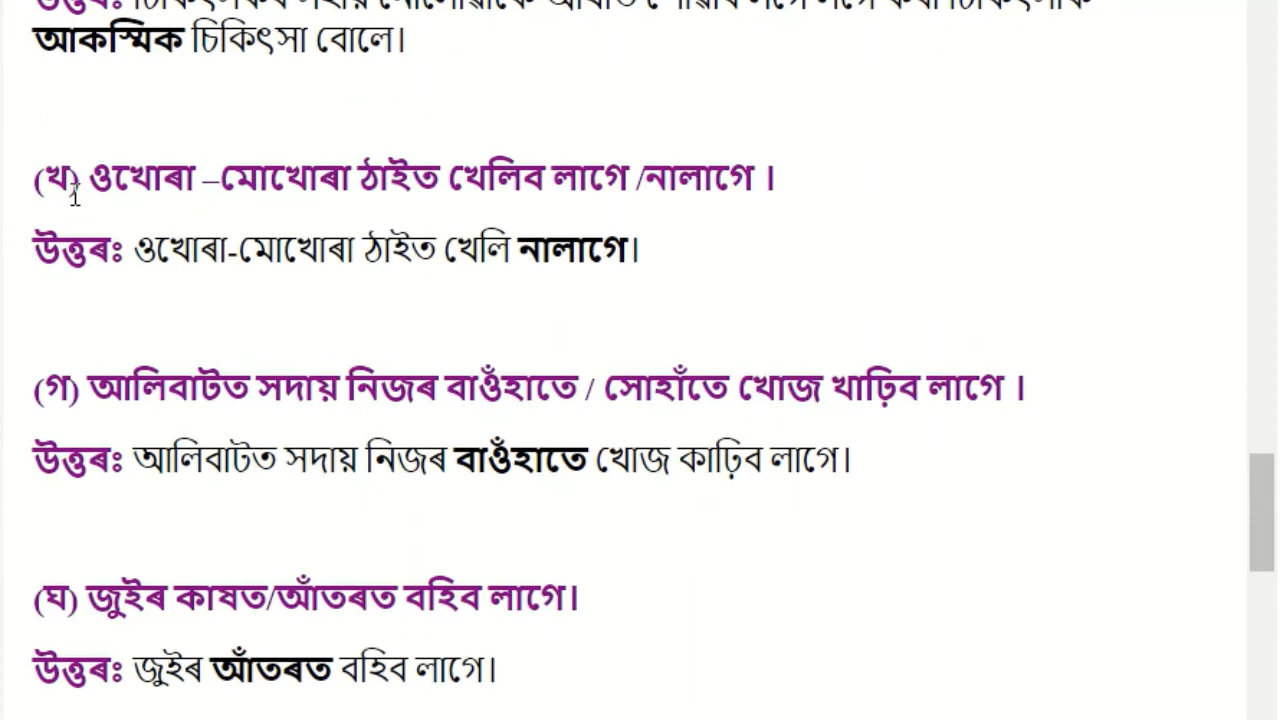 আকস্মিক চিকিৎসা বোলে।
(খ) ওখোৰা –মোখোৰা ঠাইত খেলিব লাগে /নালাগে ।
উত্তৰঃ ওখোৰা-মোখোৰা ঠাইত খেলি নালাগে।
(গ) আলিবাটত সদায় নিজৰ বাওঁহাতে / সোহাঁতে খোজ খাঢ়িব লাগে ।
উত্তৰঃ আলিবাটত সদায় নিজৰ বাওঁহাতে খোজ কাঢ়িব লাগে।
(ঘ) জুইৰ কাষত/আঁতৰত বহিব লাগে।
উত্তৰঃ জুইৰ আঁতৰত বহিব লাগে।